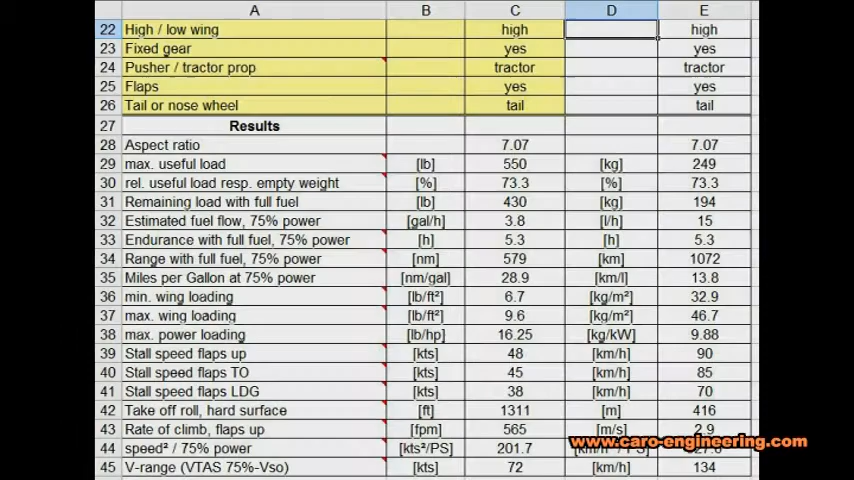 A B C D E
22 High / low wing high high
23 Fixed gear yes yes
24 Pusher / tractor prop tractor tractor
25 Flaps yes yes
26 Tail or nose wheel tail tail
27 Results
28 Aspect ratio 7.07 7.07
29 max. useful load [lb] 550 [kg] 249
30 rel. useful load resp. empty weight [%] 73.3 [%] 73.3
31 Remaining load with full fuel [lb] 430 [kg] 194
32 Estimated fuel flow, 75% power [gal/h] 3.8 [l/h] 15
33 Endurance with full fuel, 75% power [h] 5.3 [h] 5.3
34 Range with full fuel, 75% power [nm] 579 [km] 1072
35 Miles per Gallon at 75% power [nm/gal] 28.9 [km/l] 13.8
36 min. wing loading [lb/ft²] 6.7 [kg/m²] 32.9
37 max. wing loading [lb/ft²] 9.6 [kg/m²] 46.7
38 max. power loading [lb/hp] 16.25 [kg/kW] 9.88
39 Stall speed flaps up [kts] 48 [km/h] 90
40 Stall speed flaps TO [kts] 45 [km/h] 85
41 Stall speed flaps LDG [kts] 38 [km/h] 70
42 Take off roll, hard surface [ft] 1311 [m] 416
43 Rate of climb, flaps up [fpm] 565 [m/s] 2.9
www.caro-engineering.com
44 speed² / 75% power [kts²/PS] 201.7
45 V-range (VTAS 75%-Vso) [kts] 72 [km/h] 134